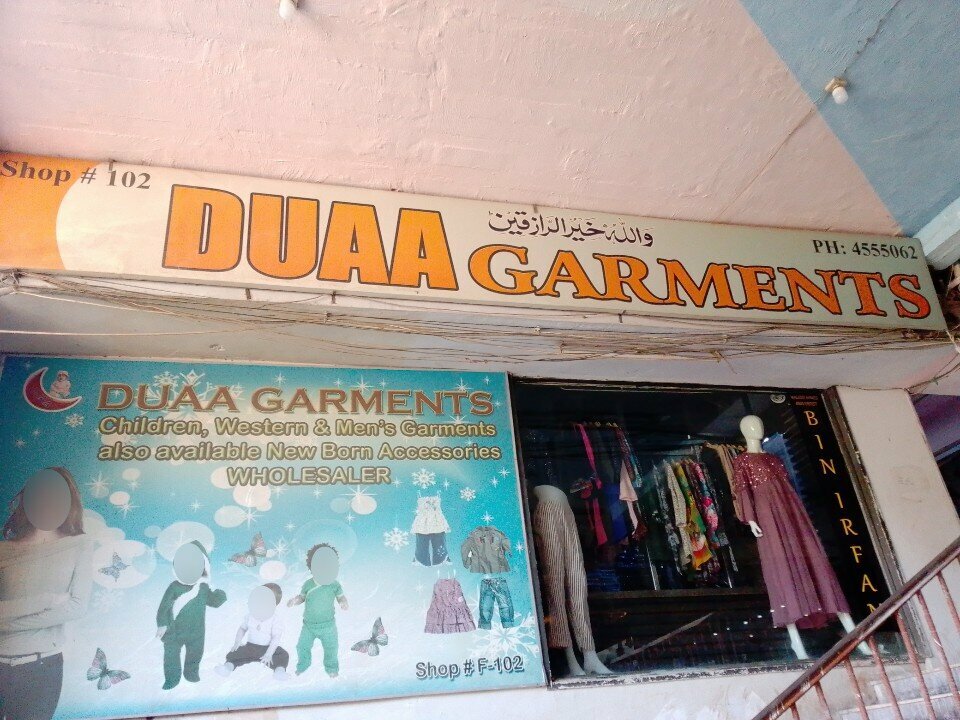 Shop # 102
DUAA GARMENTS
والله خير الرازقين
PH: 4555062
DUAA GARMENTS
Children, Western & Men's Garments
also available New Born Accessories
WHOLESALER
Shop # F-102
BIN IRFAN